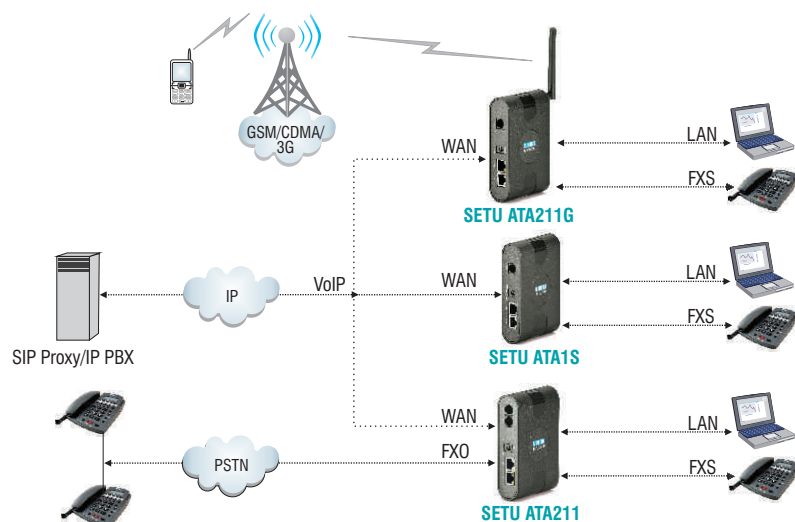 GSM/CDMA/
3G
WAN
LAN
FXS
SETU ATA211G
IP
VoIP
WAN
LAN
FXS
SIP Proxy/IP PBX
SETU ATA1S
WAN
LAN
PSTN
FXO
FXS
SETU ATA211